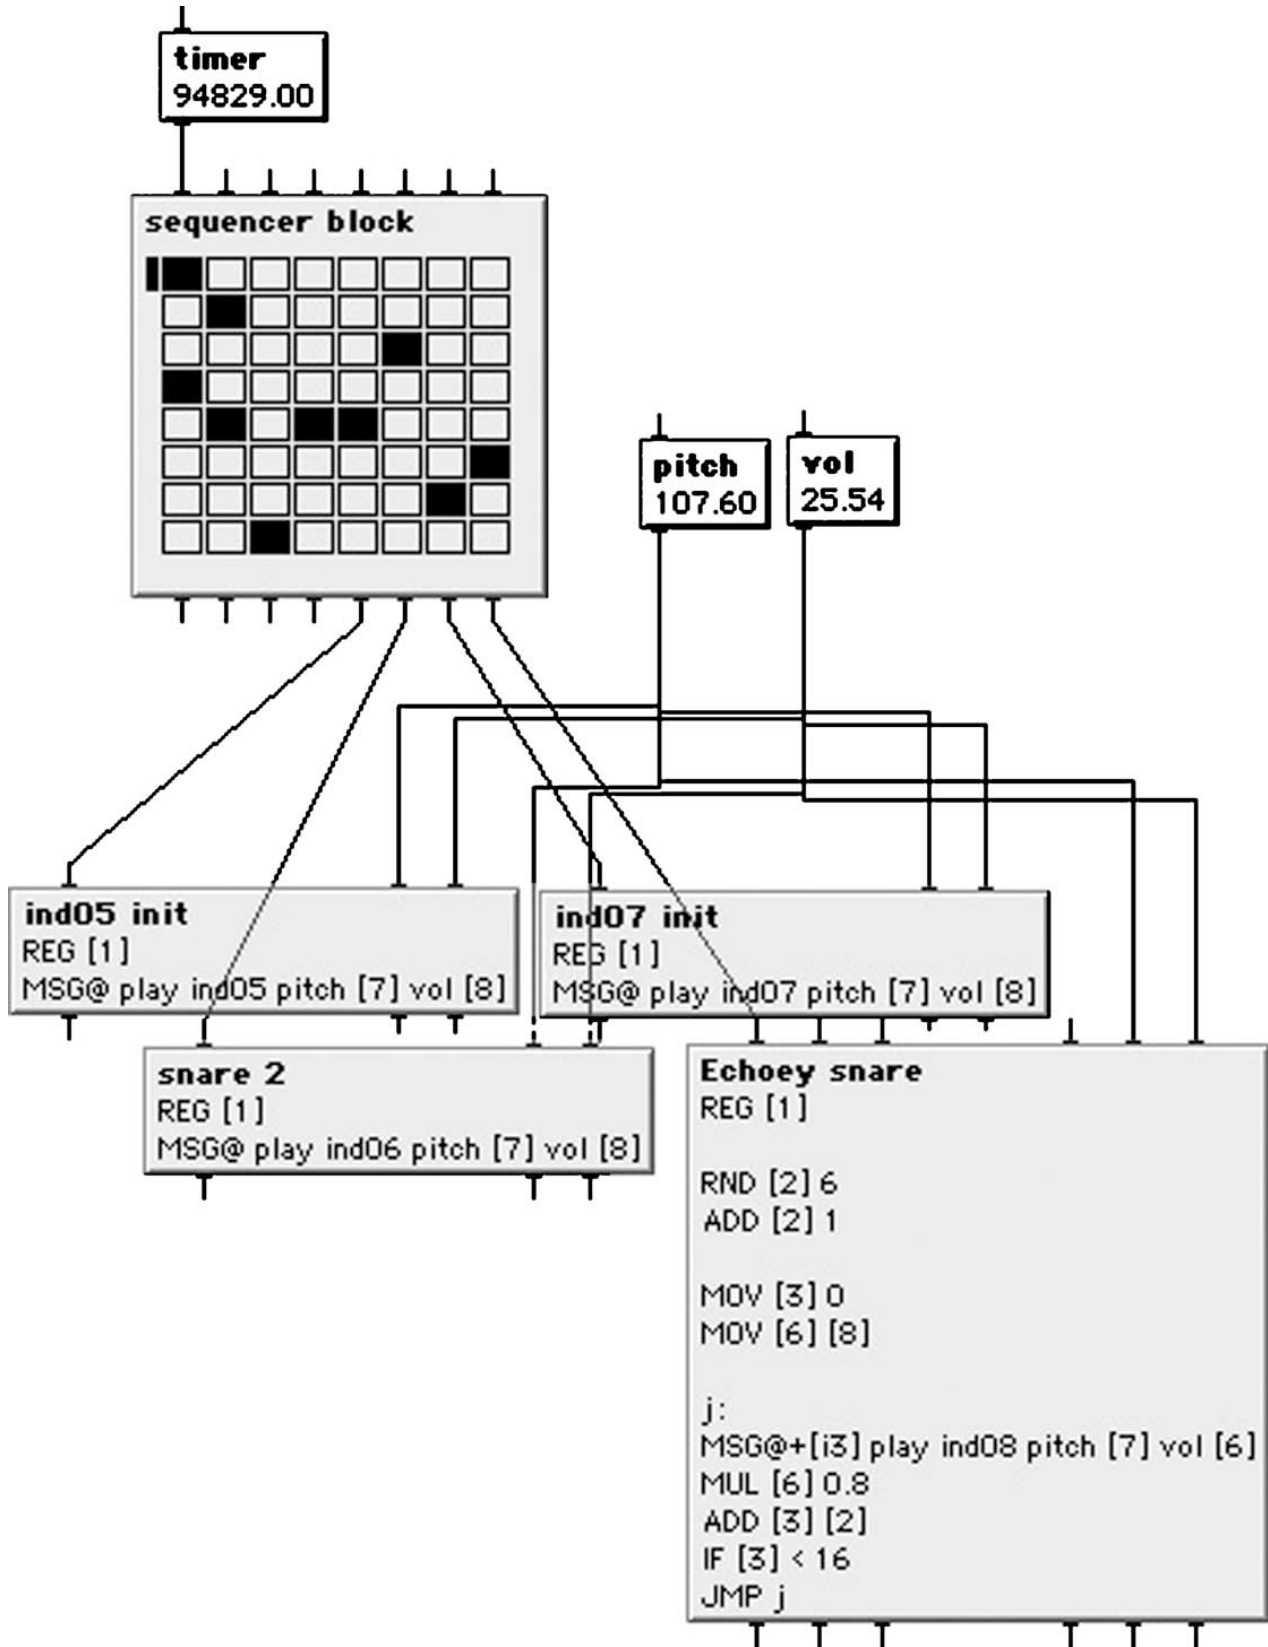 timer
94829.00
sequencer block
pitch
107.60
vol
25.54
ind05 init
REG [1]
MSG@ play ind05 pitch [7] vol [8]
ind07 init
REG [1]
MSG@ play ind07 pitch [7] vol [8]
snare 2
REG [1]
MSG@ play ind06 pitch [7] vol [8]
Echoey snare
REG [1]
RND [2] 6
ADD [2] 1
MOV [3] 0
MOV [6] [8]
j:
MSG@+[i3] play ind08 pitch [7] vol [6]
MUL [6] 0.8
ADD [3] [2]
IF [3] < 16
JMP j